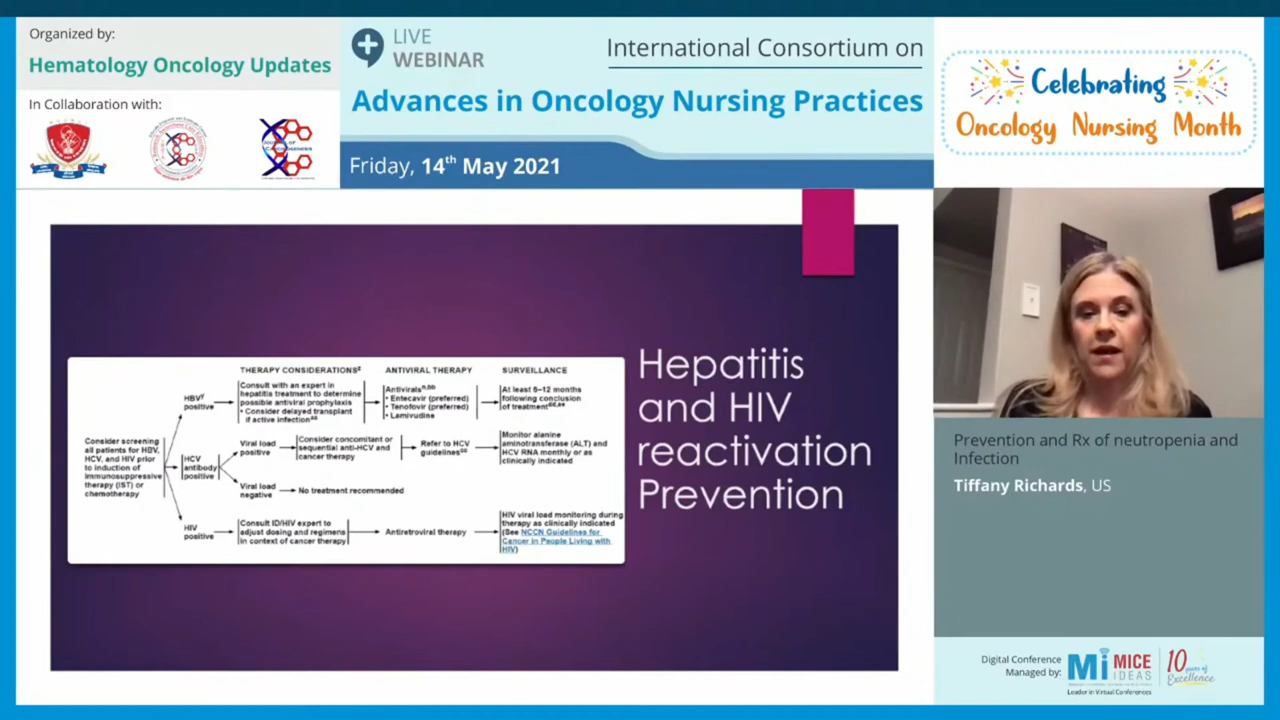 Organized by:
Hematology Oncology Updates
In Collaboration with:
LIVE
WEBINAR
International Consortium on
Advances in Oncology Nursing Practices
Friday, 14th May 2021
Celebrating
Oncology Nursing Month
THERAPY CONSIDERATIONS
ANTIVIRAL THERAPY
SURVEILLANCE
Consider screening
all patients for HBV,
HCV, and HIV prior
to induction of
immunosuppressive
therapy (IST) or
chemotherapy
HBV
positive
Consult with an expert in
hepatitis treatment to determine
possible antiviral prophylaxis
• Consider delayed transplant
if active infection
Antivirals
• Entecavir (preferred)
• Tenofovir (preferred)
• Lamivudine
At least 6–12 months
following conclusion
of treatment
HCV
antibody
positive
Viral load
positive
Consider concomitant or
sequential anti-HCV and
cancer therapy
Refer to HCV
guidelines
Monitor alanine
aminotransferase (ALT) and
HCV RNA monthly or as
clinically indicated
Viral load
negative
No treatment recommended
HIV
positive
Consult ID/HIV expert to
adjust dosing and regimens
in context of cancer therapy
Antiretroviral therapy
HIV viral load monitoring during
therapy as clinically indicated
(See NCCN Guidelines for
Cancer in People Living with
HIV)
Hepatitis
and HIV
reactivation
Prevention
Prevention and Rx of neutropenia and
Infection
Tiffany Richards, US
Digital Conference
Managed by:
Mi MICE
IDEAS
Leader in Virtual Conferences
10 years of
Excellence